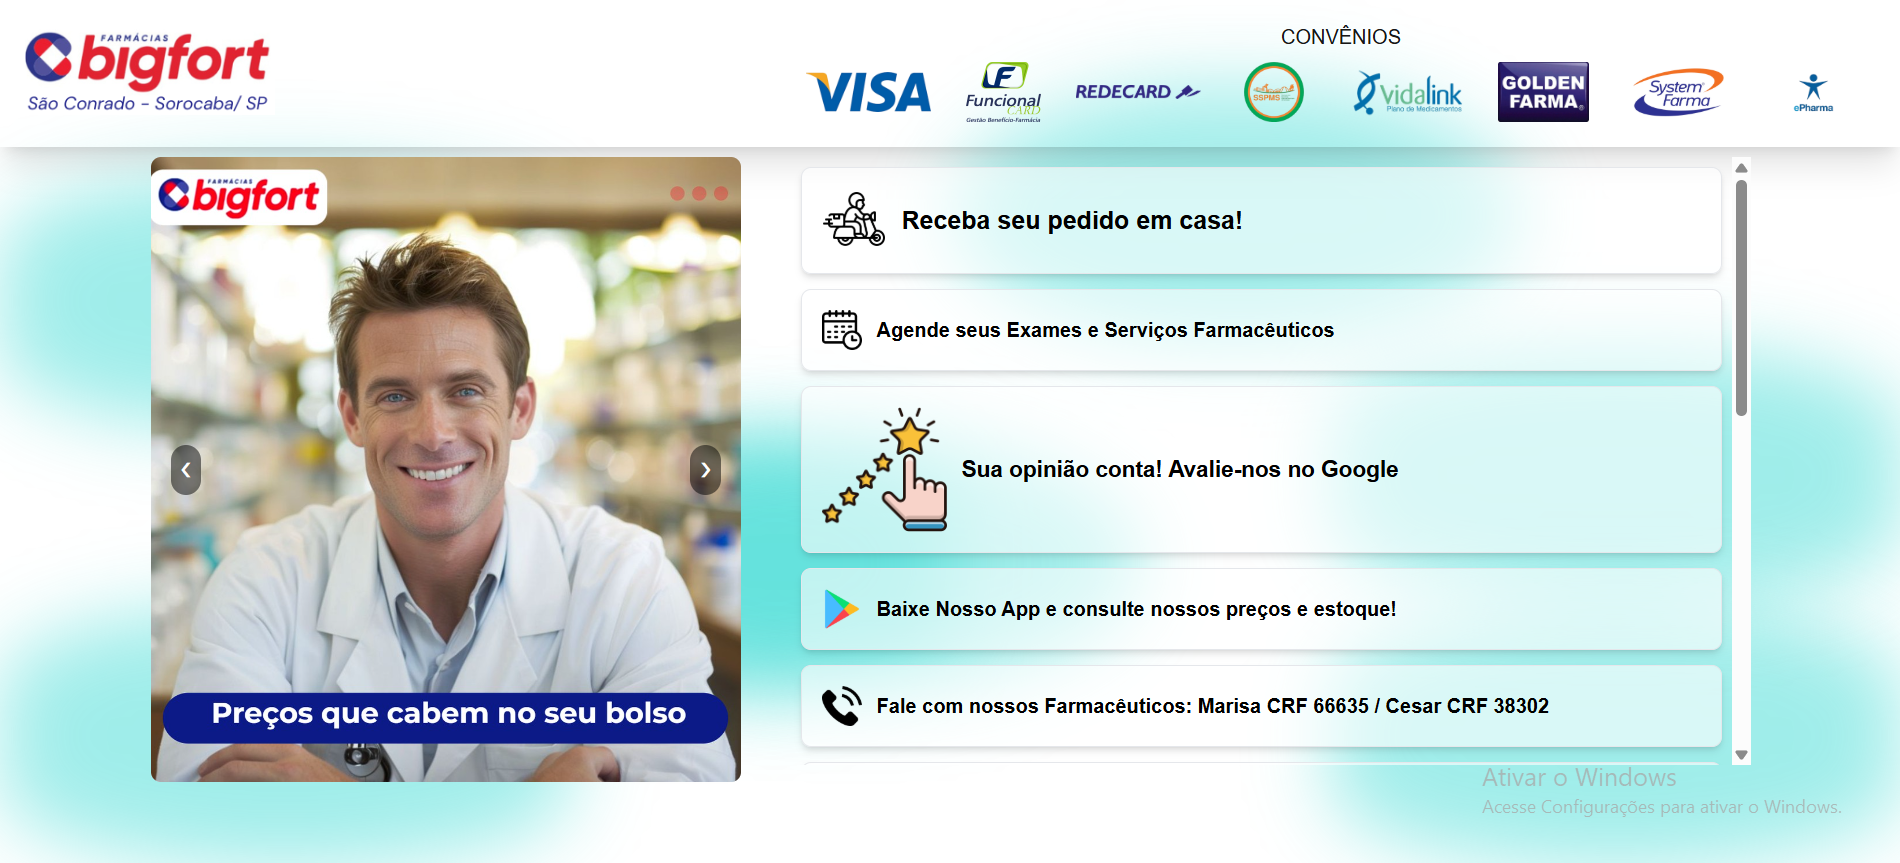 FARMÁCIAS
bigfort
São Conrado - Sorocaba/ SP
CONVÊNIOS
VISA
F
Funcional
CARD
Gestão Benefício-Farmácia
REDECARD
SSPMS
Vidalink
Plano de Medicamentos
GOLDEN
FARMA®
System
Farma
ePharma
FARMÁCIAS
bigfort
Preços que cabem no seu bolso
Receba seu pedido em casa!
Agende seus Exames e Serviços Farmacêuticos
Sua opinião conta! Avalie-nos no Google
Baixe Nosso App e consulte nossos preços e estoque!
Fale com nossos Farmacêuticos: Marisa CRF 66635 / Cesar CRF 38302
Ativar o Windows
Acesse Configurações para ativar o Windows.